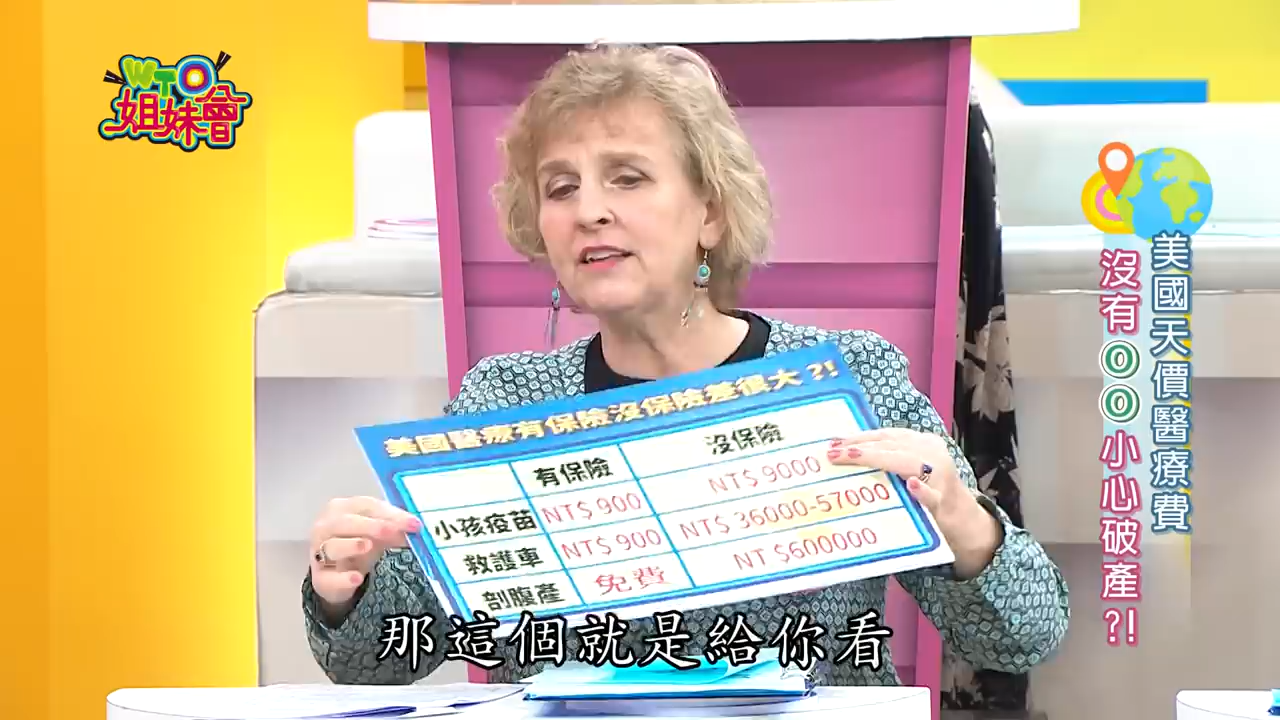 WTO
姐妹會
美國天價醫療費
沒有OO小心破產?!
美國醫療有保險沒保險差很大?!
有保險 沒保險
小孩疫苗 NT$900 NT$9000
救護車 NT$900 NT$36000-57000
剖腹產 免費 NT$600000
那這個就是給你看